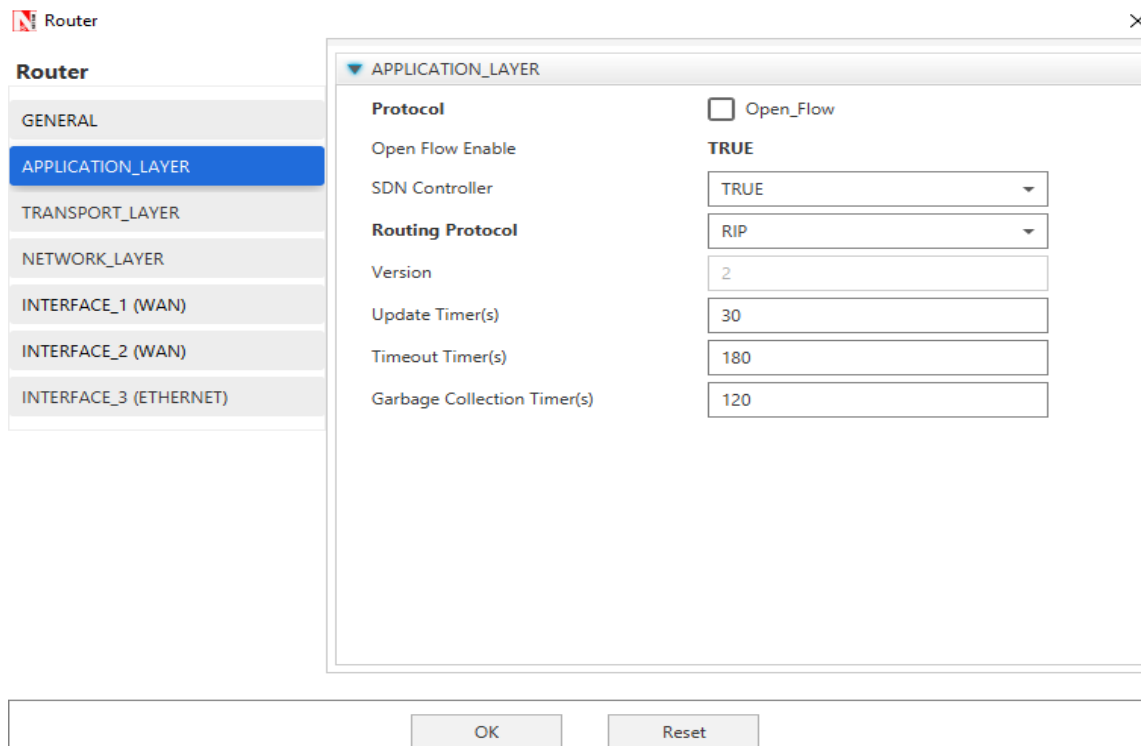 Router
Router
GENERAL
APPLICATION_LAYER
TRANSPORT_LAYER
NETWORK_LAYER
INTERFACE_1 (WAN)
INTERFACE_2 (WAN)
INTERFACE_3 (ETHERNET)
APPLICATION_LAYER
Protocol Open_Flow
Open Flow Enable TRUE
SDN Controller TRUE
Routing Protocol RIP
Version 2
Update Timer(s) 30
Timeout Timer(s) 180
Garbage Collection Timer(s) 120
OK Reset